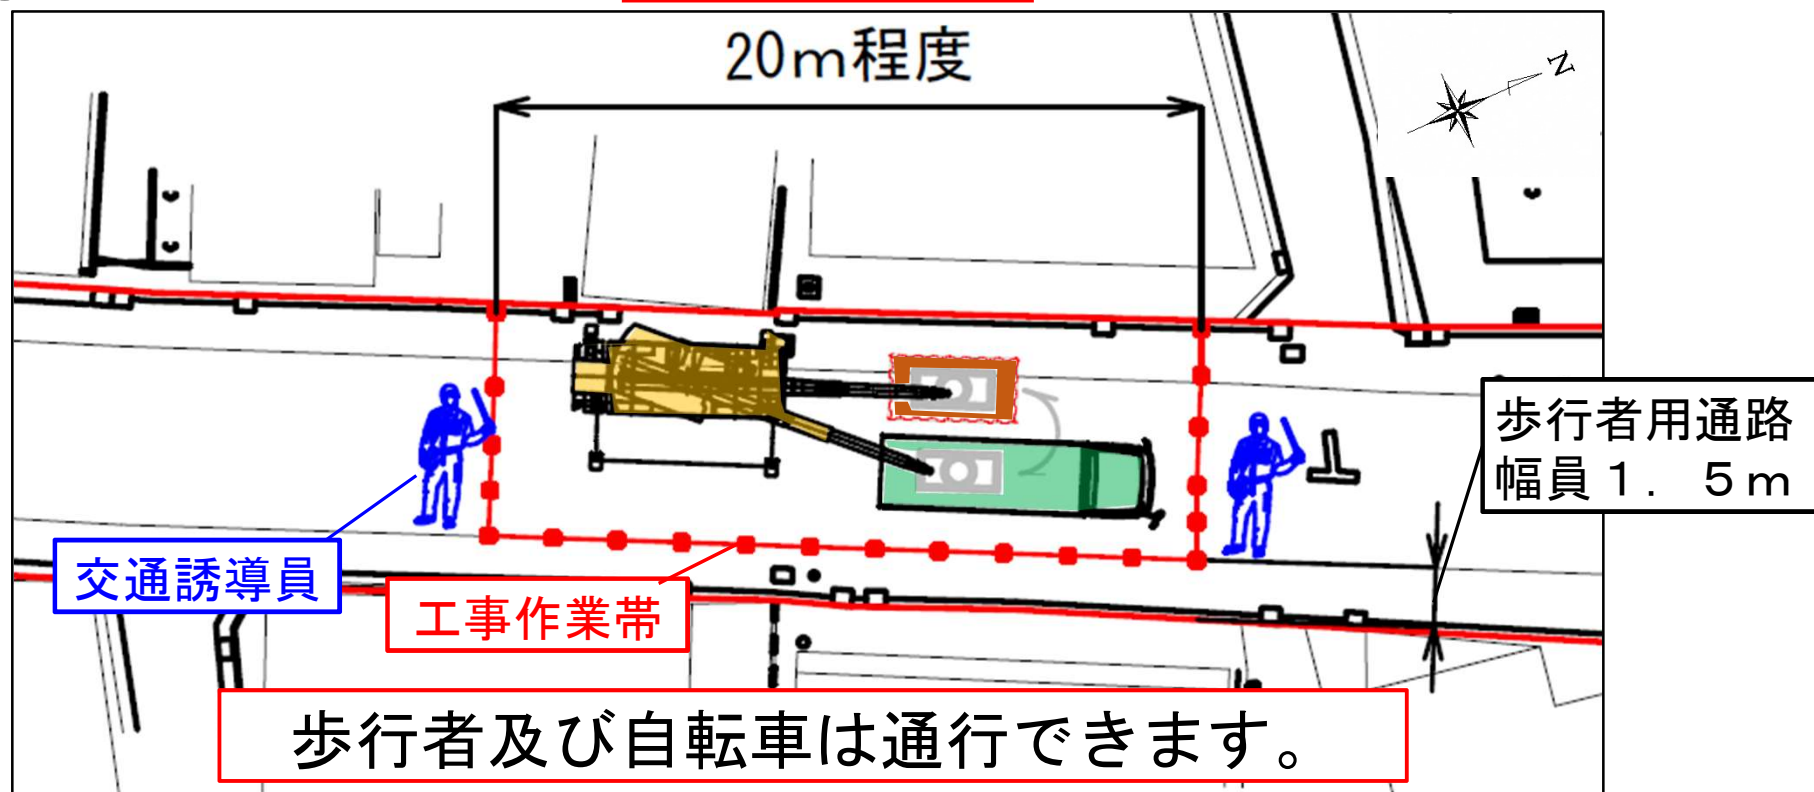 20m程度
N
歩行者用通路
幅員1. 5m
交通誘導員
工事作業帯
歩行者及び自転車は通行できます。